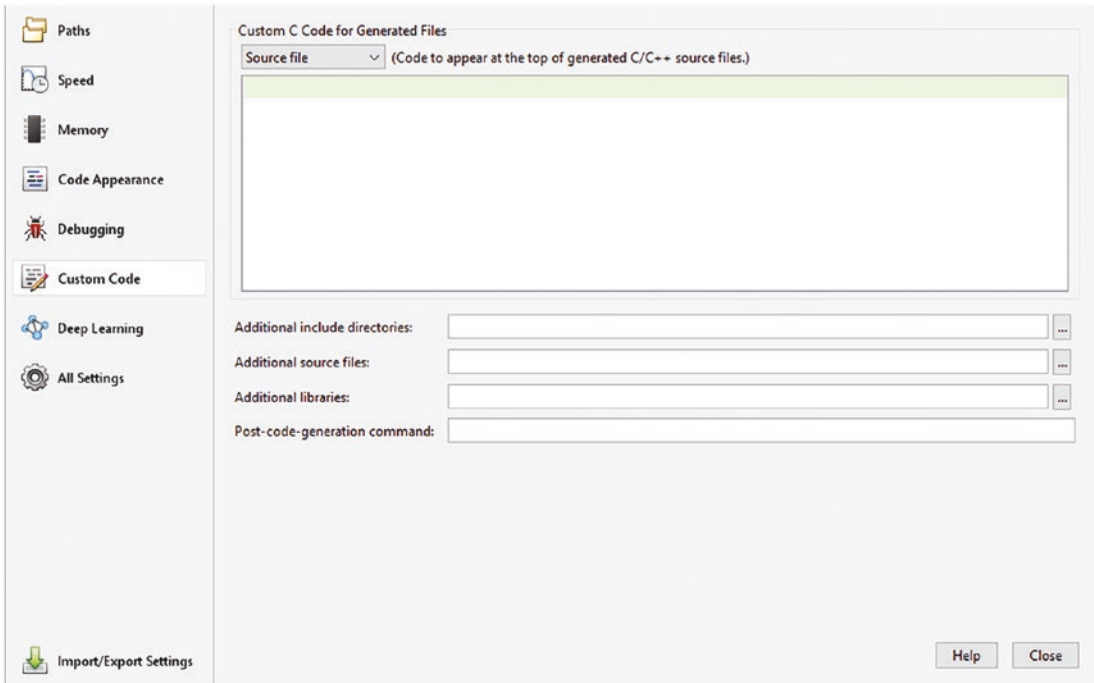 Paths
Speed
Memory
Code Appearance
Debugging
Custom Code
Deep Learning
All Settings
Import/Export Settings
Custom C Code for Generated Files
Source file (Code to appear at the top of generated C/C++ source files.)
Additional include directories: ...
Additional source files: ...
Additional libraries: ...
Post-code-generation command:
Help Close